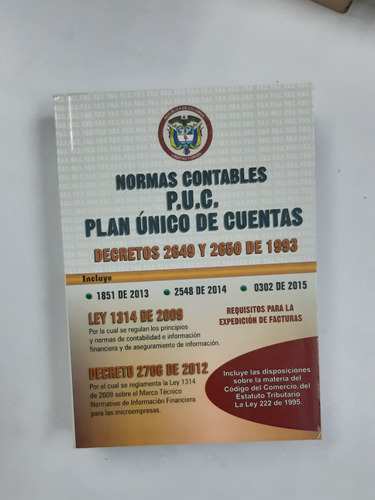 NORMAS CONTABLES
P.U.C.
PLAN ÚNICO DE CUENTAS
DECRETOS 2649 Y 2650 DE 1993
Incluye
1851 DE 2013
2548 DE 2014
0302 DE 2015
LEY 1314 DE 2009
Por la cual se regulan los principios
y normas de contabilidad e información
financiera y de aseguramiento de información.
REQUISITOS PARA LA
EXPEDICIÓN DE FACTURAS
DECRETO 2706 DE 2012
Por el cual se reglamenta la Ley 1314
de 2009 sobre el Marco Técnico
Normativo de Información Financiera
para las microempresas.
Incluye las disposiciones
sobre la materia del
Código del Comercio, del
Estatuto Tributario
La Ley 222 de 1995.